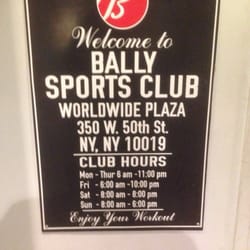 B
Welcome to
BALLY
SPORTS CLUB
WORLDWIDE PLAZA
350 W. 50th St.
NY, NY 10019
CLUB HOURS
Mon - Thur 6 am -11:00 pm
Fri - 6:00 am -10:00 pm
Sat - 8:00 am - 8:00 pm
Sun - 8:00 am - 6:00 pm
Enjoy Your Workout